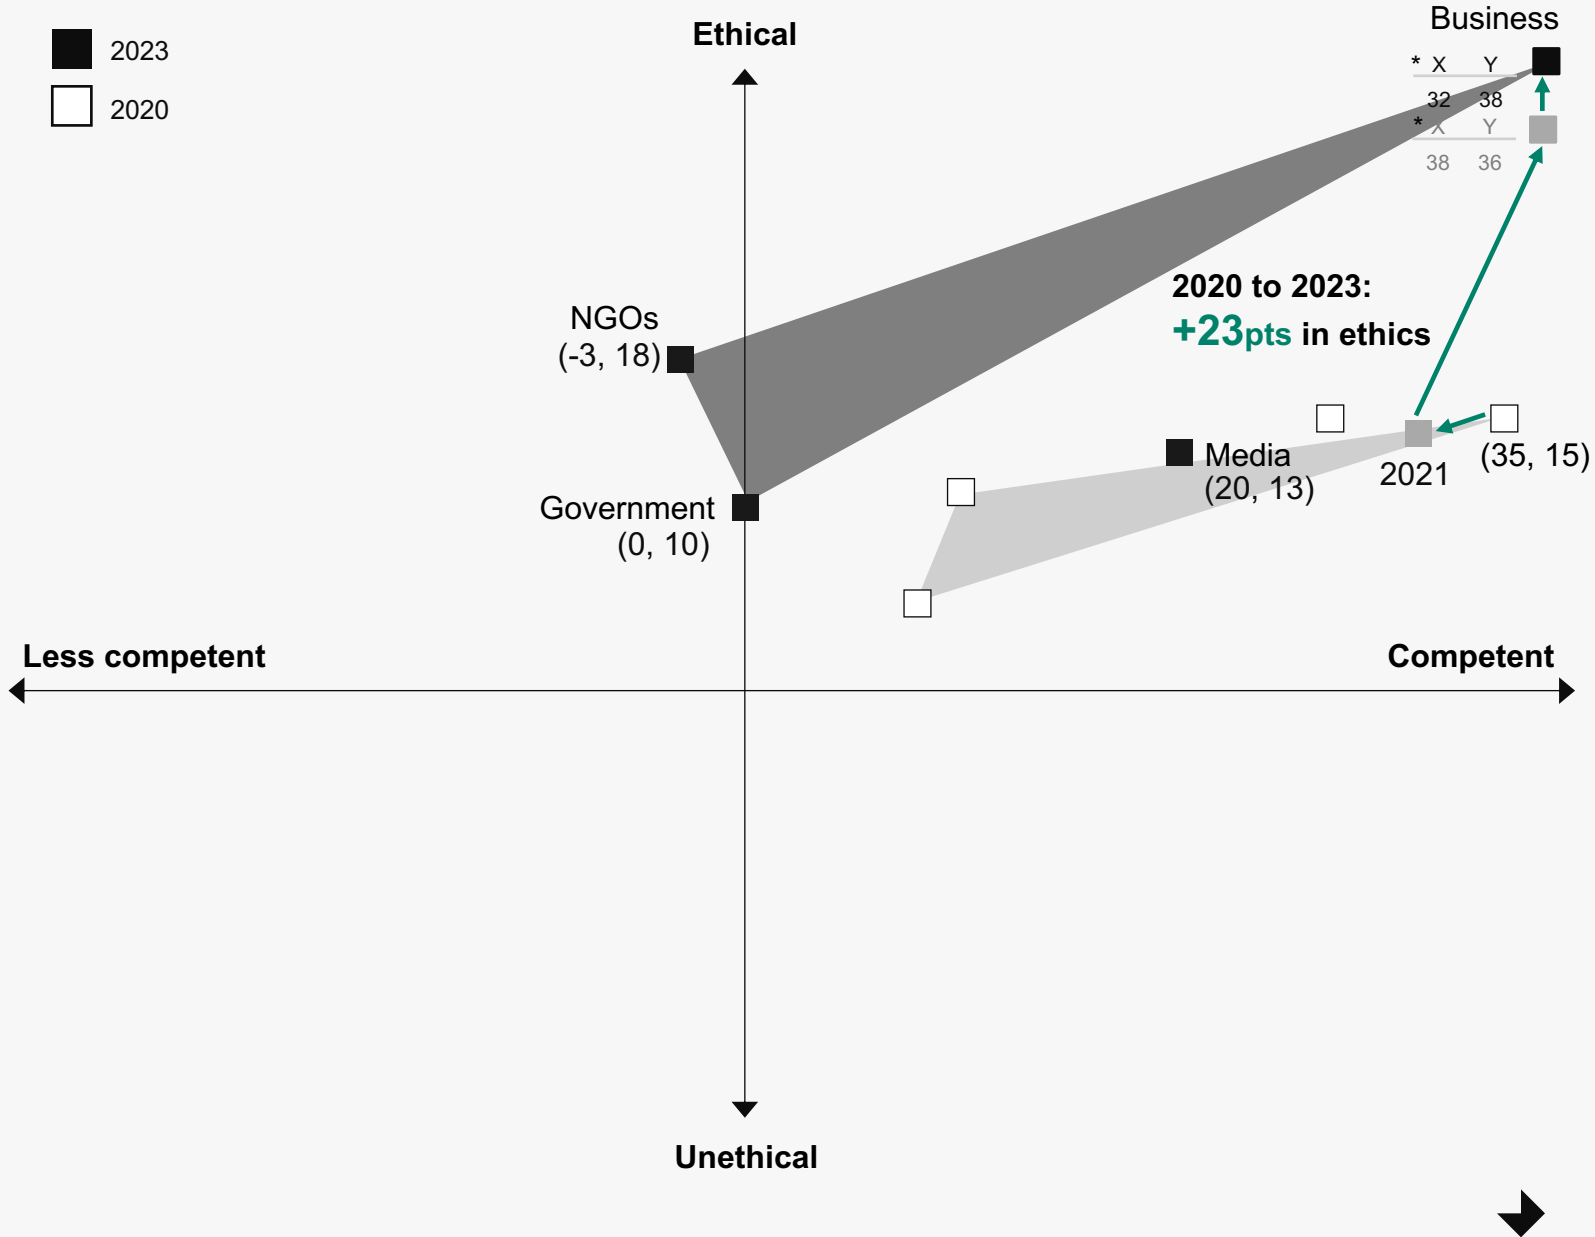 Business
2023
Ethical
* X Y
32 38
2020
* X Y
38 36
2020 to 2023:
+23pts in ethics
NGOs
(-3, 18)
Media
(20, 13)
2021
(35, 15)
Government
(0, 10)
Less competent
Competent
Unethical